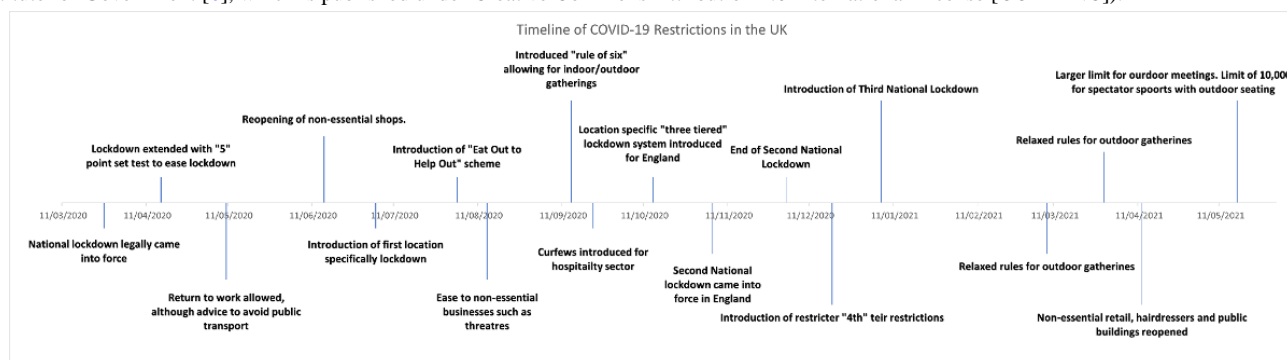 Timeline of COVID-19 Restrictions in the UK
Introduced "rule of six"
allowing for indoor/outdoor
gatherings
Larger limit for ourdoor meetings. Limit of 10,00
for spectator spoorts with outdoor seating
Introduction of Third National Lockdown
Reopening of non-essential shops.
Location specific "three tiered"
lockdown system introduced
for England
Relaxed rules for outdoor gatherines
Lockdown extended with "5"
point set test to ease lockdown
Introduction of "Eat Out to
Help Out" scheme
End of Second National
Lockdown
11/03/2020 11/04/2020 11/05/2020 11/06/2020 11/07/2020 11/08/2020 11/09/2020 11/10/2020 11/11/2020 11/12/2020 11/01/2021 11/02/2021 11/03/2021 11/04/2021 11/05/2021
National lockdown legally came
into force
Introduction of first location
specifically lockdown
Curfews introduced for
hospitailty sector
Second National
lockdown came into
force in England
Relaxed rules for outdoor gatherines
Return to work allowed,
although advice to avoid public
transport
Ease to non-essential
businesses such as
threatres
Introduction of restricter "4th" teir restrictions
Non-essential retail, hairdressers and public
buildings reopened